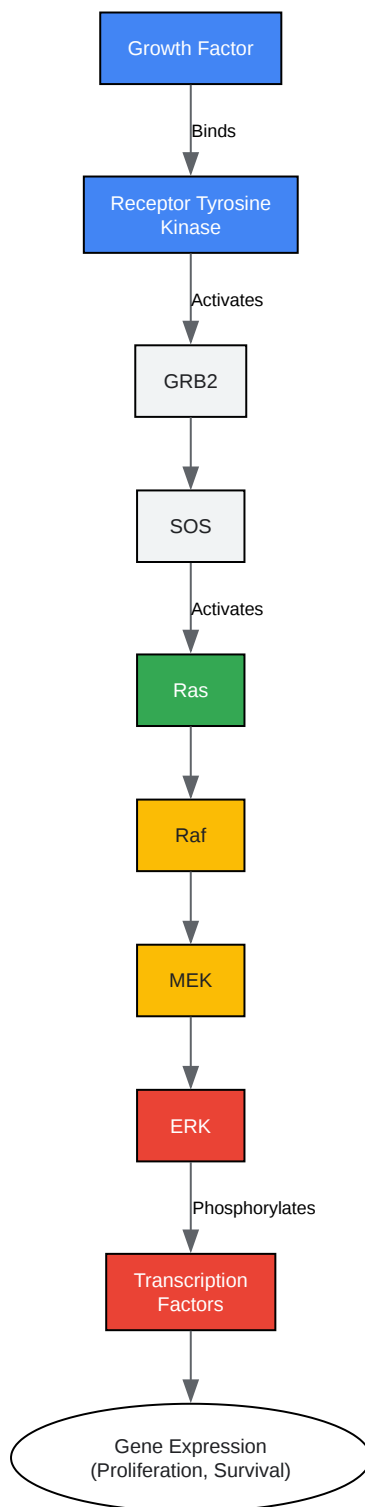 Growth Factor
Binds
Receptor Tyrosine
Kinase
Activates
GRB2
SOS
Activates
Ras
Raf
MEK
ERK
Phosphorylates
Transcription
Factors
Gene Expression
(Proliferation, Survival)